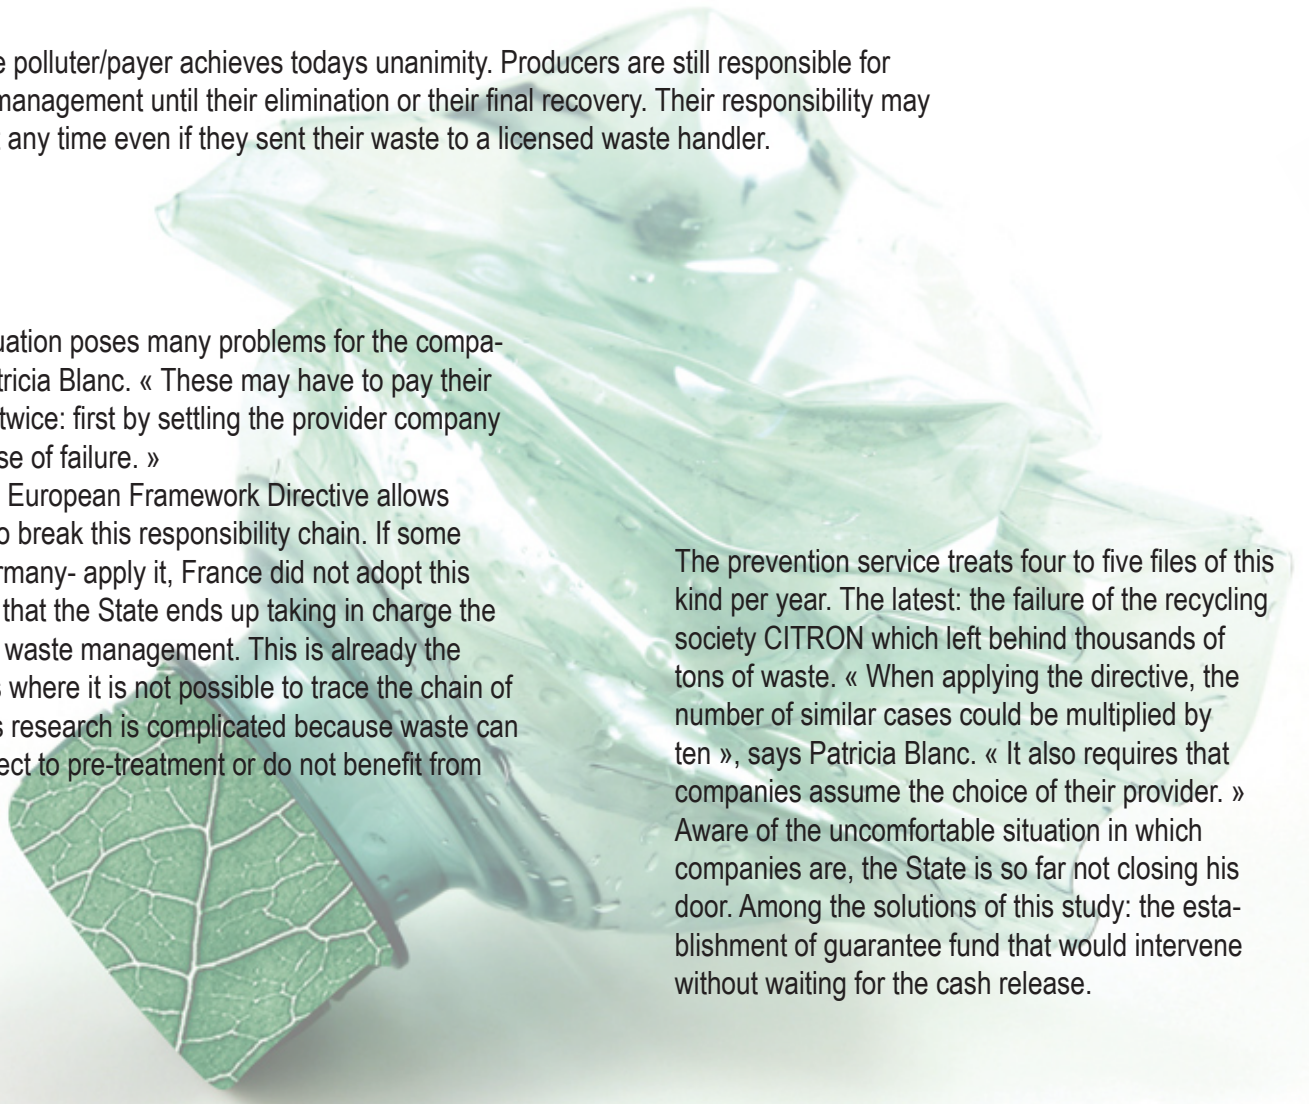 e polluter/payer achieves todays unanimity. Producers are still responsible for
management until their elimination or their final recovery. Their responsibility may
any time even if they sent their waste to a licensed waste handler.
uation poses many problems for the compa-
tricia Blanc. « These may have to pay their
twice: first by settling the provider company
se of failure. »
European Framework Directive allows
o break this responsibility chain. If some
rmany- apply it, France did not adopt this
that the State ends up taking in charge the
waste management. This is already the
s where it is not possible to trace the chain of
s research is complicated because waste can
ect to pre-treatment or do not benefit from
The prevention service treats four to five files of this
kind per year. The latest: the failure of the recycling
society CITRON which left behind thousands of
tons of waste. « When applying the directive, the
number of similar cases could be multiplied by
ten », says Patricia Blanc. « It also requires that
companies assume the choice of their provider. »
Aware of the uncomfortable situation in which
companies are, the State is so far not closing his
door. Among the solutions of this study: the esta-
blishment of guarantee fund that would intervene
without waiting for the cash release.